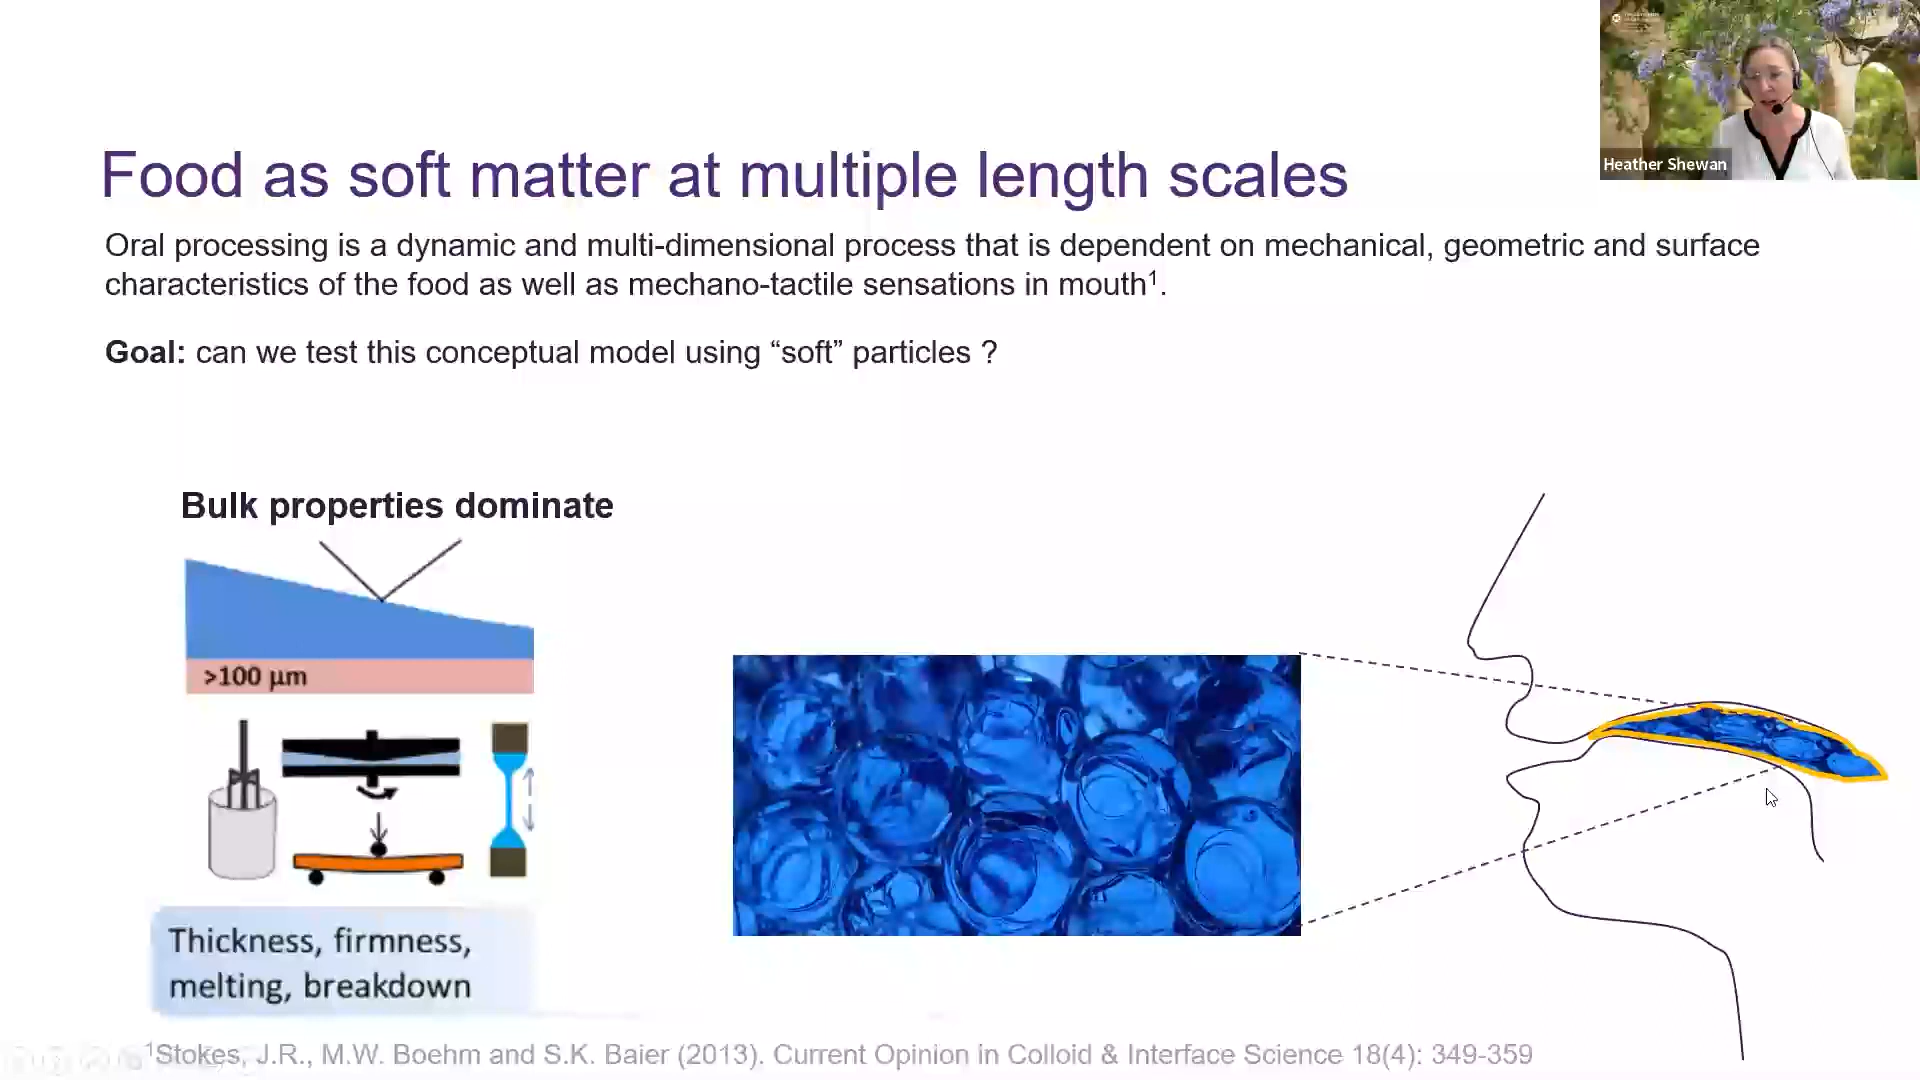 Heather Shewan
Food as soft matter at multiple length scales
Oral processing is a dynamic and multi-dimensional process that is dependent on mechanical, geometric and surface
characteristics of the food as well as mechano-tactile sensations in mouth¹.
Goal: can we test this conceptual model using “soft” particles ?
Bulk properties dominate
>100 µm
Thickness, firmness,
melting, breakdown
¹Stokes, J.R., M.W. Boehm and S.K. Baier (2013). Current Opinion in Colloid & Interface Science 18(4): 349-359